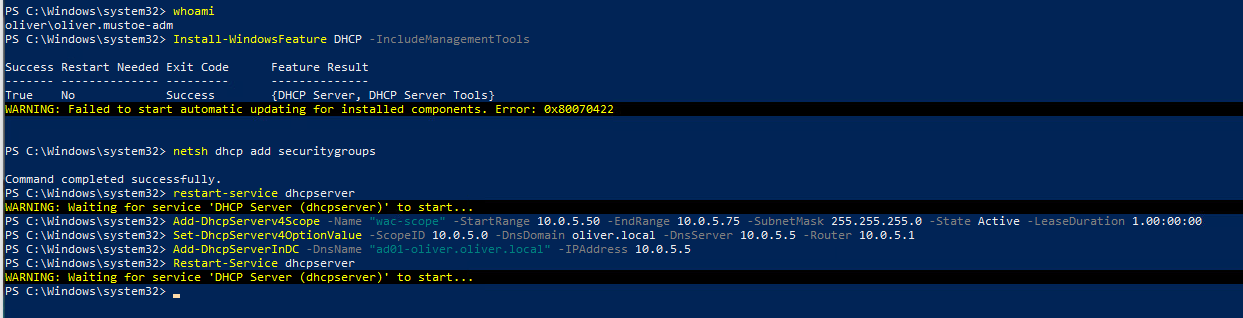 PS C:\Windows\system32> whoami
oliver\oliver.mustoe-adm
PS C:\Windows\system32> Install-WindowsFeature DHCP -IncludeManagementTools
Success Restart Needed Exit Code      Feature Result
------- -------------- ---------      --------------
True    No             Success        {DHCP Server, DHCP Server Tools}
WARNING: Failed to start automatic updating for installed components. Error: 0x80070422
PS C:\Windows\system32> netsh dhcp add securitygroups
Command completed successfully.
PS C:\Windows\system32> restart-service dhcpserver
WARNING: Waiting for service 'DHCP Server (dhcpserver)' to start...
PS C:\Windows\system32> Add-DhcpServerv4Scope -Name "wac-scope" -StartRange 10.0.5.50 -EndRange 10.0.5.75 -SubnetMask 255.255.255.0 -State Active -LeaseDuration 1.00:00:00
PS C:\Windows\system32> Set-DhcpServerv4OptionValue -ScopeID 10.0.5.0 -DnsDomain oliver.local -DnsServer 10.0.5.5 -Router 10.0.5.1
PS C:\Windows\system32> Add-DhcpServerInDC -DnsName "ad01-oliver.oliver.local" -IPAddress 10.0.5.5
PS C:\Windows\system32> Restart-Service dhcpserver
WARNING: Waiting for service 'DHCP Server (dhcpserver)' to start...
PS C:\Windows\system32>